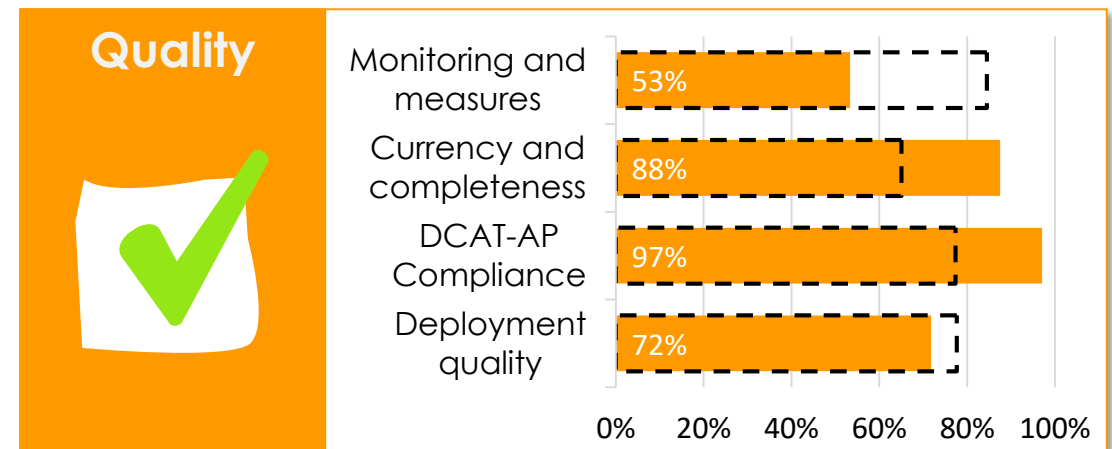 Quality
Monitoring and
measures
53%
Currency and
completeness
88%
DCAT-AP
Compliance
97%
Deployment
quality
72%
0% 20% 40% 60% 80% 100%